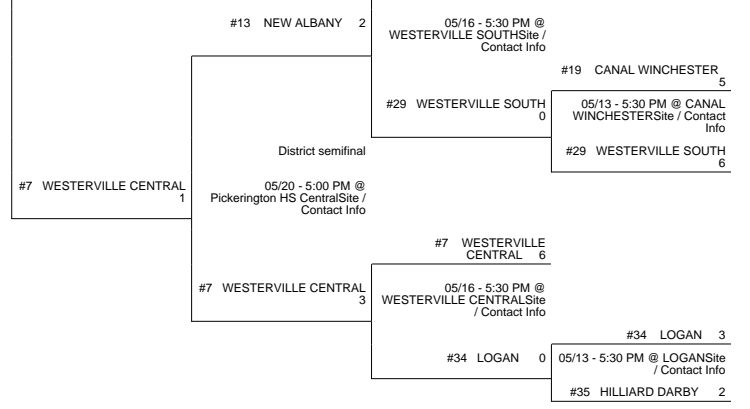 #13 NEW ALBANY 2
05/16 - 5:30 PM @
WESTERVILLE SOUTHSite /
Contact Info
#19 CANAL WINCHESTER
5
#29 WESTERVILLE SOUTH
0
05/13 - 5:30 PM @ CANAL
WINCHESTERSite / Contact
Info
District semifinal
#29 WESTERVILLE SOUTH
6
#7 WESTERVILLE CENTRAL
1
05/20 - 5:00 PM @
Pickerington HS CentralSite /
Contact Info
#7 WESTERVILLE
CENTRAL 6
#7 WESTERVILLE CENTRAL
3
05/16 - 5:30 PM @
WESTERVILLE CENTRALSite
/ Contact Info
#34 LOGAN 3
#34 LOGAN 0
05/13 - 5:30 PM @ LOGANSite
/ Contact Info
#35 HILLIARD DARBY 2